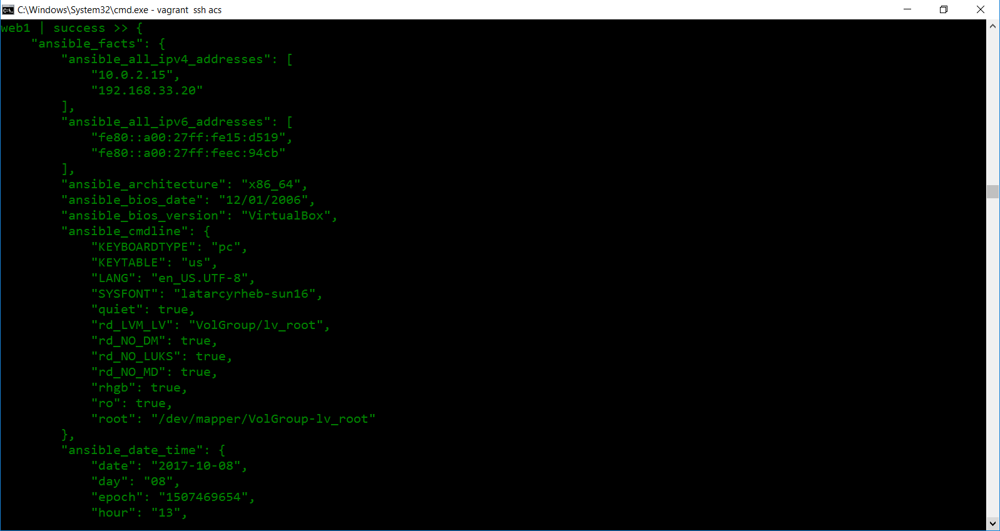 C:\Windows\System32\cmd.exe - vagrant  ssh acs
web1 | success >> {
    "ansible_facts": {
        "ansible_all_ipv4_addresses": [
            "10.0.2.15",
            "192.168.33.20"
        ],
        "ansible_all_ipv6_addresses": [
            "fe80::a00:27ff:fe15:d519",
            "fe80::a00:27ff:feec:94cb"
        ],
        "ansible_architecture": "x86_64",
        "ansible_bios_date": "12/01/2006",
        "ansible_bios_version": "VirtualBox",
        "ansible_cmdline": {
            "KEYBOARDTYPE": "pc",
            "KEYTABLE": "us",
            "LANG": "en_US.UTF-8",
            "SYSFONT": "latarcyrheb-sun16",
            "quiet": true,
            "rd_LVM_LV": "VolGroup/lv_root",
            "rd_NO_DM": true,
            "rd_NO_LUKS": true,
            "rd_NO_MD": true,
            "rhgb": true,
            "ro": true,
            "root": "/dev/mapper/VolGroup-lv_root"
        },
        "ansible_date_time": {
            "date": "2017-10-08",
            "day": "08",
            "epoch": "1507469654",
            "hour": "13",